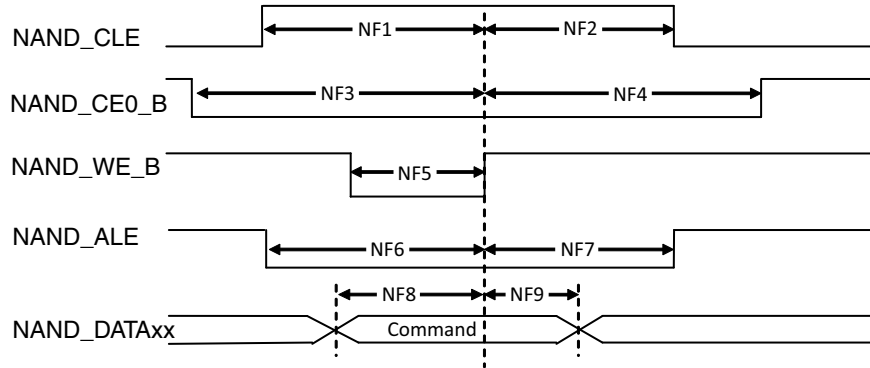 NAND_CLE
NF1
NF2
NAND_CE0_B
NF3
NF4
NAND_WE_B
NF5
NAND_ALE
NF6
NF7
NF8
NF9
NAND_DATAxx
Command